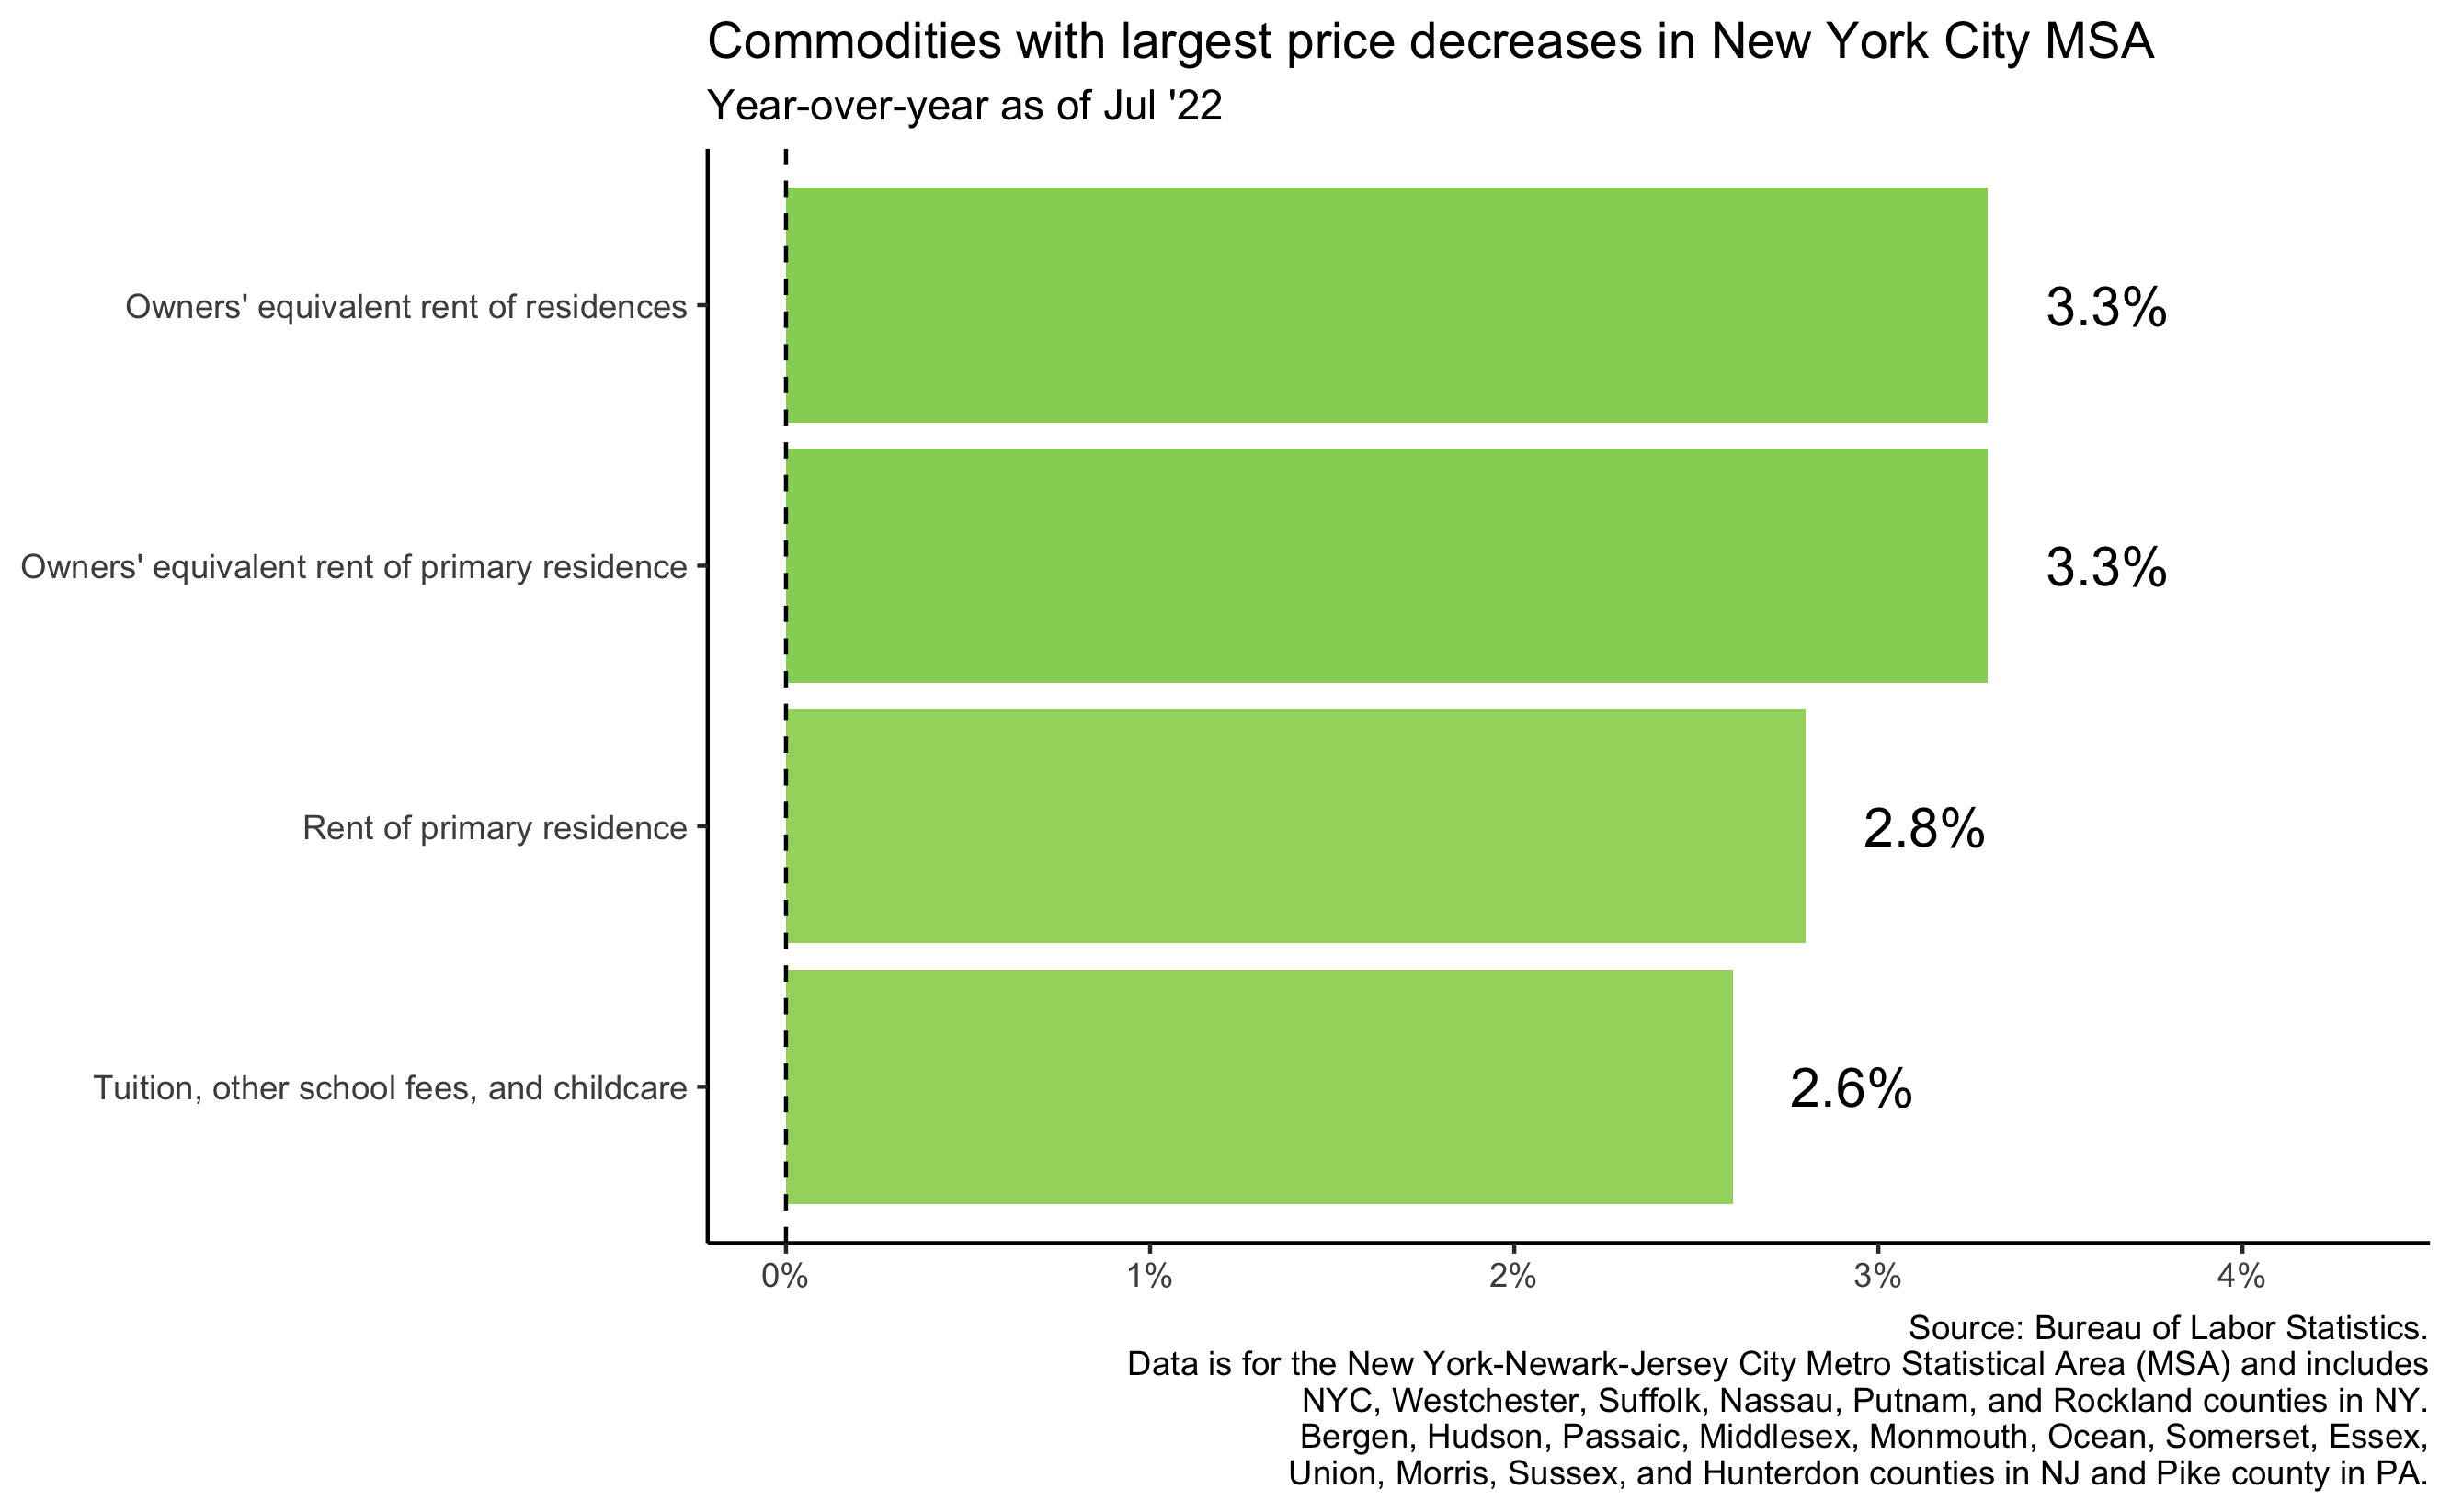 Commodities with largest price decreases in New York City MSA
Year-over-year as of Jul '22
Owners' equivalent rent of residences
3.3%
Owners' equivalent rent of primary residence
3.3%
Rent of primary residence
2.8%
Tuition, other school fees, and childcare
2.6%
0%
1%
2%
3%
4%
Source: Bureau of Labor Statistics.
Data is for the New York-Newark-Jersey City Metro Statistical Area (MSA) and includes
NYC, Westchester, Suffolk, Nassau, Putnam, and Rockland counties in NY.
Bergen, Hudson, Passaic, Middlesex, Monmouth, Ocean, Somerset, Essex,
Union, Morris, Sussex, and Hunterdon counties in NJ and Pike county in PA.